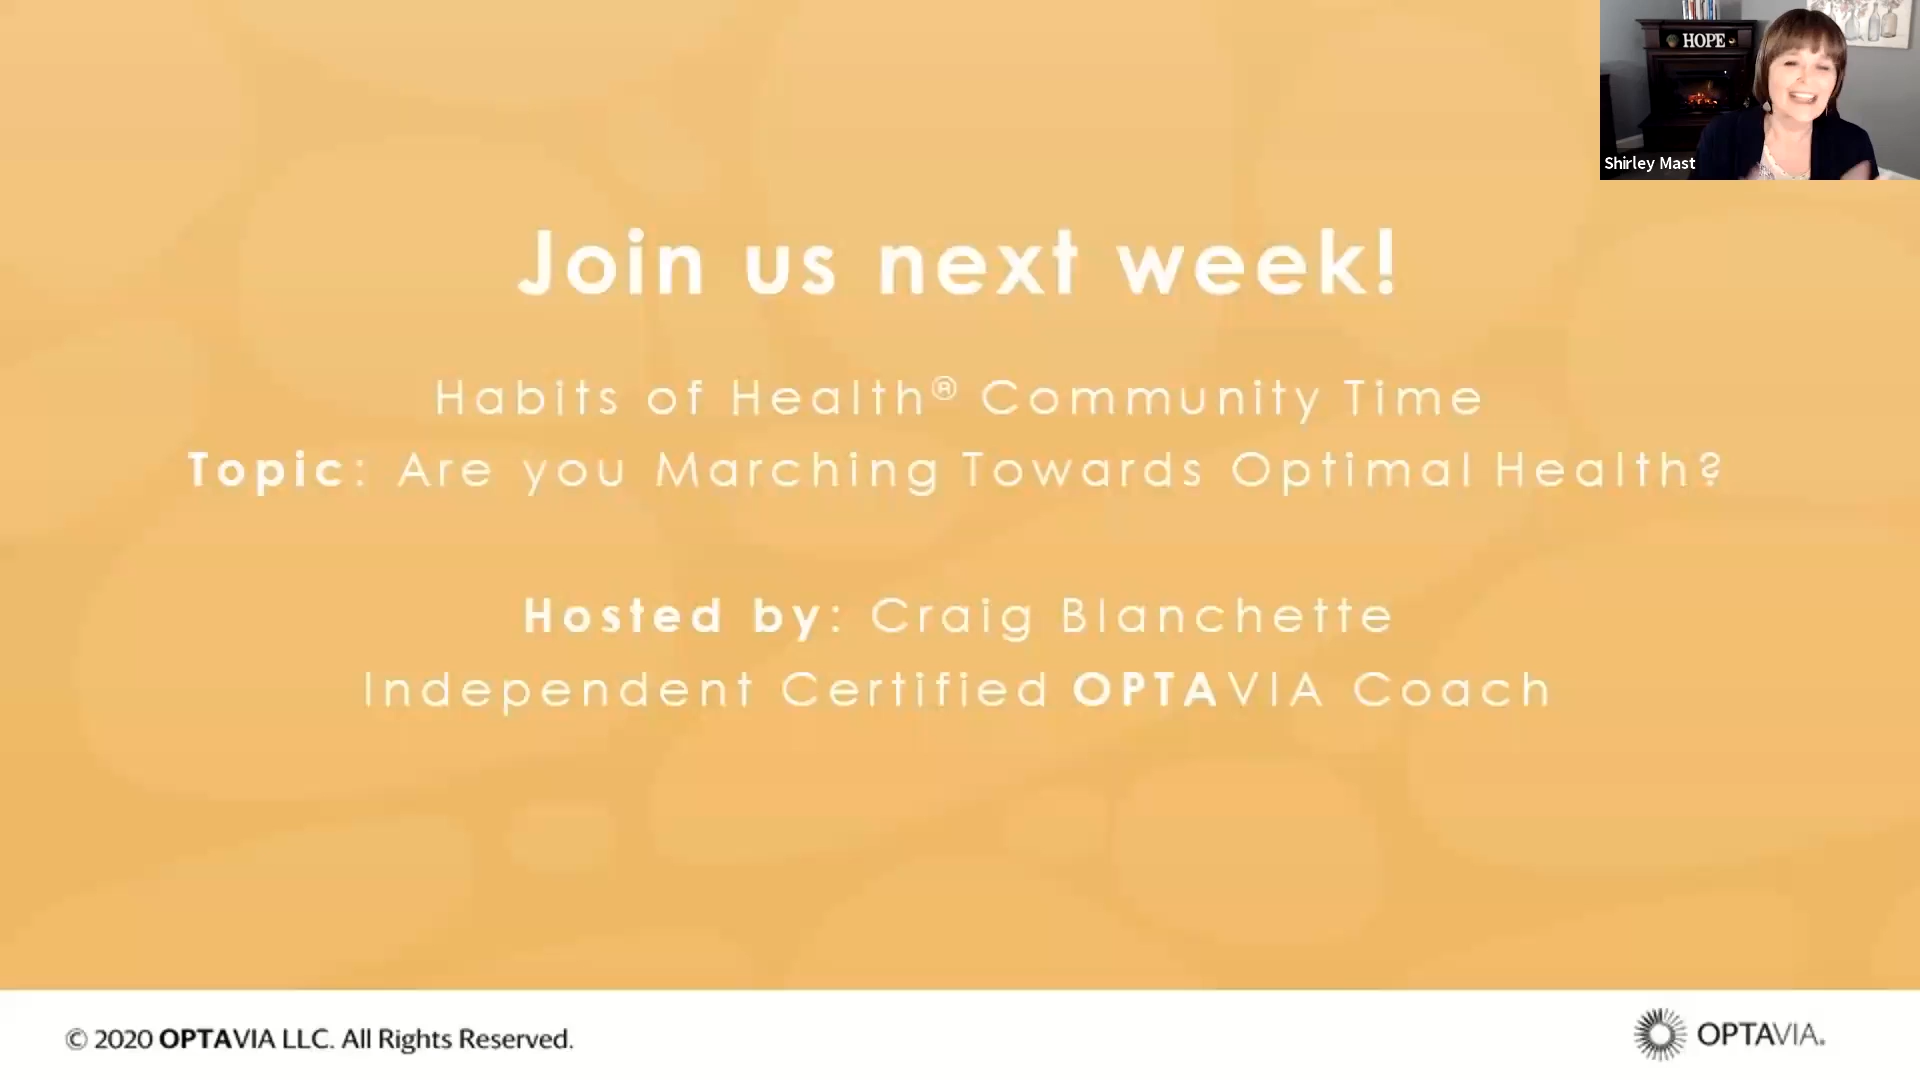 HOPE
Shirley Mast
Join us next week!
Habits of Health® Community Time
Topic: Are you Marching Towards Optimal Health?
Hosted by: Craig Blanchette
Independent Certified OPTAVIA Coach
© 2020 OPTAVIA LLC. All Rights Reserved.
OPTAVIA®